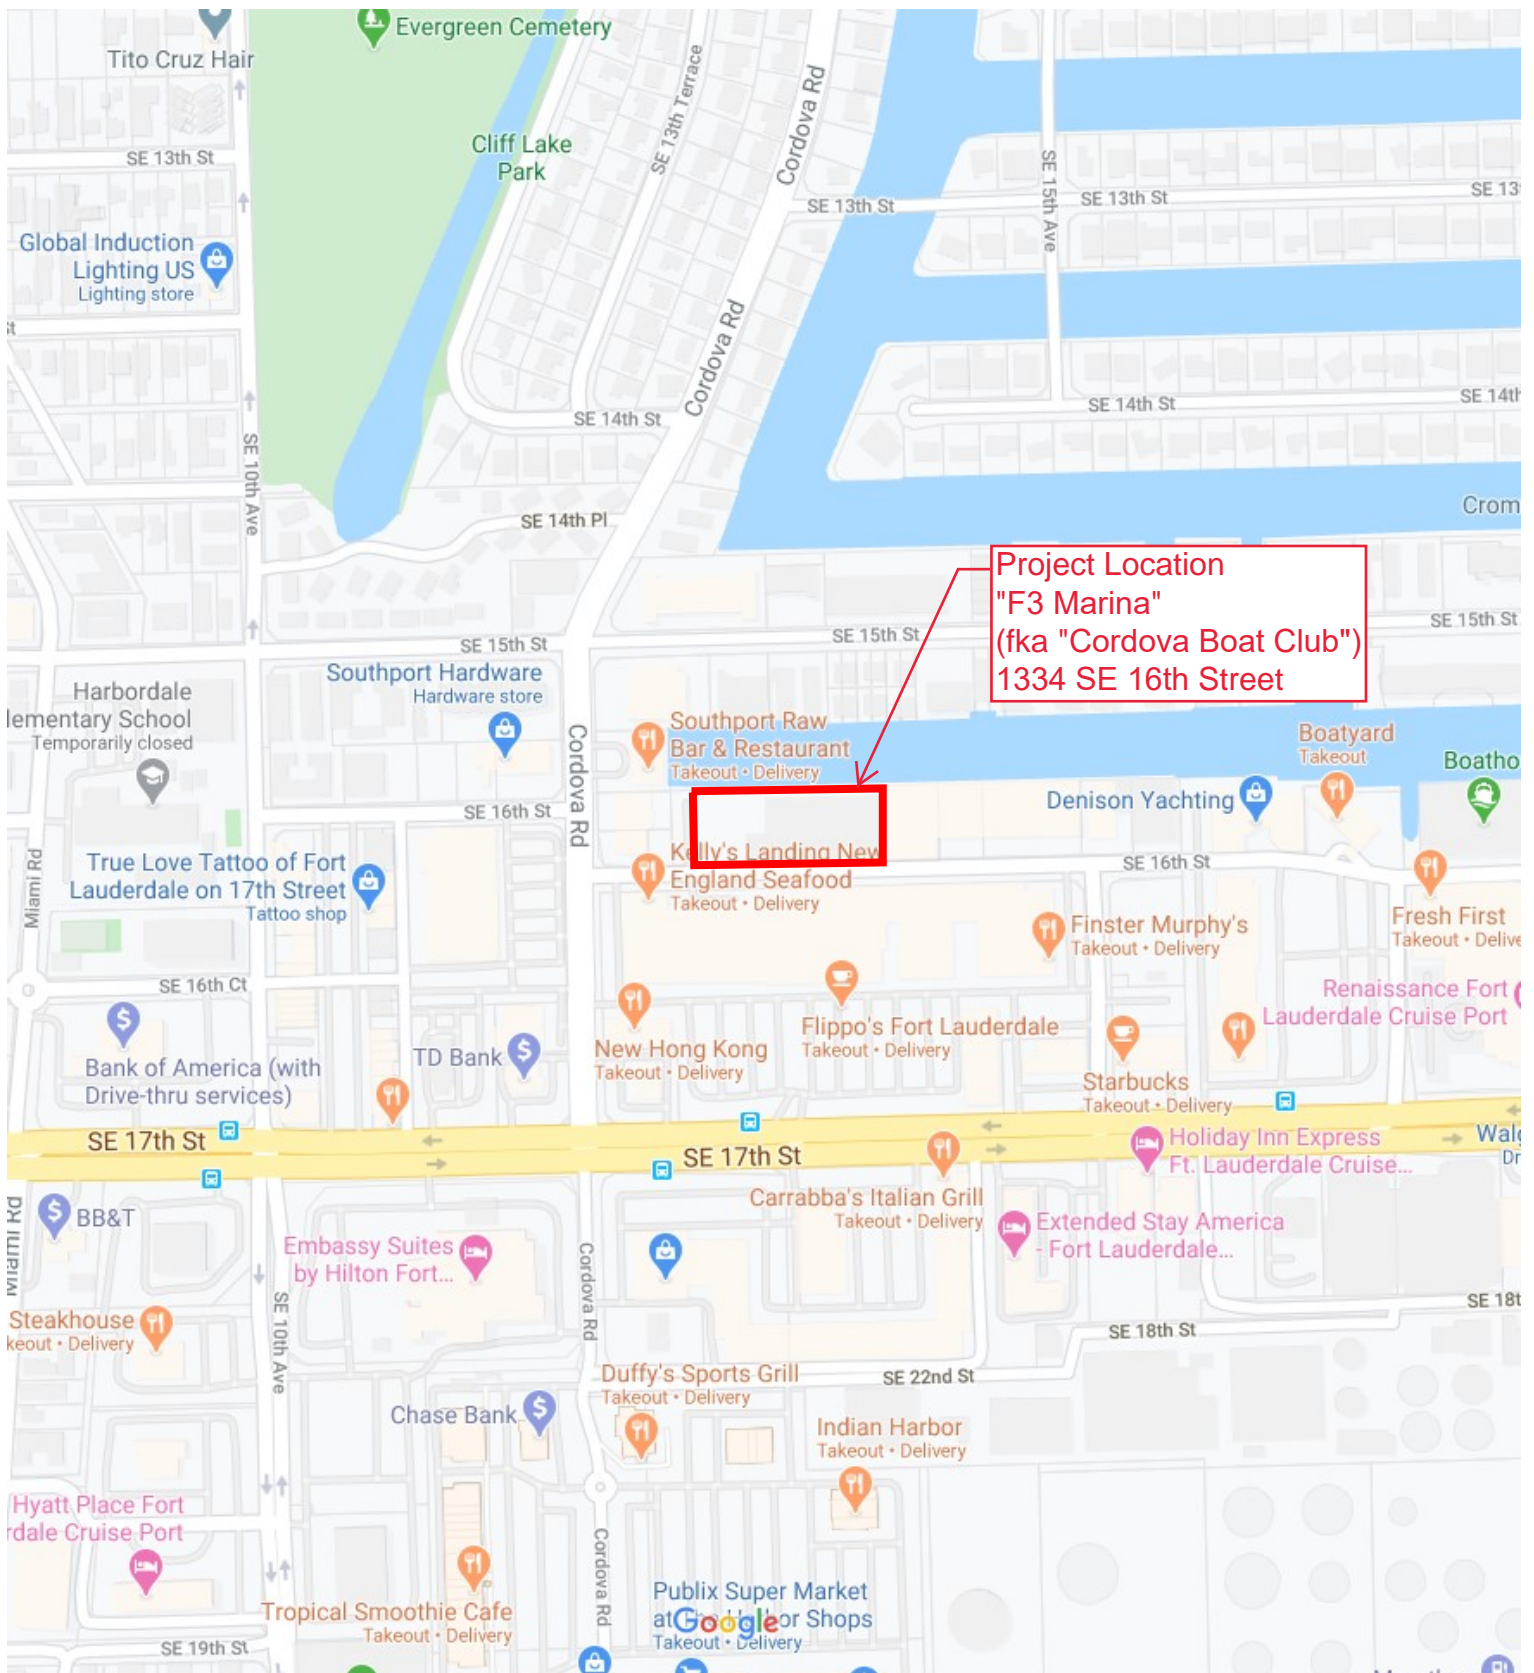 Evergreen Cemetery
Tito Cruz Hair
Cliff Lake
Park
SE 13th Terrace
Cordova Rd
SE 13th St
SE 13th St
SE 15th Ave
SE 13th St
SE 13
Global Induction
Lighting US
Lighting store
Cordova Rd
SE 14th St
SE 14th St
SE 14th
SE 10th Ave
SE 14th Pl
Crom
Project Location
"F3 Marina"
(fka "Cordova Boat Club")
1334 SE 16th Street
SE 15th St
SE 15th St
SE 15th St
Southport Hardware
Hardware store
Harbordale
lementary School
Temporarily closed
Cordova Rd
Southport Raw
Bar & Restaurant
Takeout • Delivery
Boatyard
Takeout
Boatho
Denison Yachting
SE 16th St
Miami Rd
True Love Tattoo of Fort
Lauderdale on 17th Street
Tattoo shop
Kelly's Landing New
England Seafood
Takeout • Delivery
SE 16th St
Finster Murphy's
Takeout • Delivery
Fresh First
Takeout • Delive
SE 16th Ct
Renaissance Fort
Lauderdale Cruise Port
Flippo's Fort Lauderdale
Takeout • Delivery
New Hong Kong
Takeout • Delivery
TD Bank
Bank of America (with
Drive-thru services)
Starbucks
Takeout • Delivery
SE 17th St
SE 17th St
Holiday Inn Express
Ft. Lauderdale Cruise...
Walg
Dr
Carrabba's Italian Grill
Takeout • Delivery
Miami Rd
BB&T
Embassy Suites
by Hilton Fort...
Cordova Rd
Extended Stay America
- Fort Lauderdale...
SE 10th Ave
Steakhouse
keout • Delivery
SE 18t
SE 18th St
SE 22nd St
Duffy's Sports Grill
Takeout • Delivery
Chase Bank
Indian Harbor
Takeout • Delivery
Hyatt Place Fort
rdale Cruise Port
Cordova Rd
Tropical Smoothie Cafe
Takeout • Delivery
Publix Super Market
at The Harbor Shops
Takeout • Delivery
Google
SE 19th St